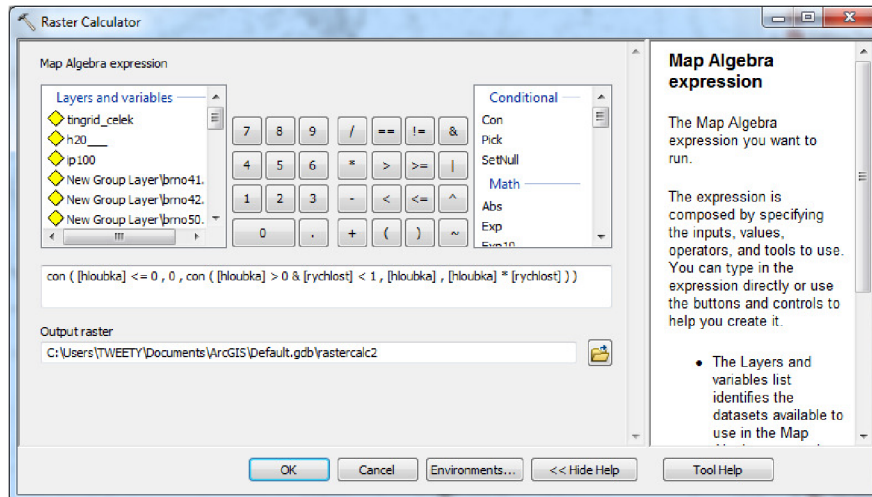 Raster Calculator
Map Algebra expression
Layers and variables
tingrid_celek
h20___
ip100
New Group Layer\brno41.
New Group Layer\brno42.
New Group Layer\brno50.
7 8 9 / == != &
4 5 6 * > >= |
1 2 3 - < <= ^
0 . + ( ) ~
Conditional
Con
Pick
SetNull
Math
Abs
Exp
Exp10
con ( [hloubka] <= 0 , 0 , con ( [hloubka] > 0 & [rychlost] < 1 , [hloubka] , [hloubka] * [rychlost] ) )
Output raster
C:\Users\TWEETY\Documents\ArcGIS\Default.gdb\rastercalc2
OK
Cancel
Environments...
<< Hide Help
Tool Help
Map Algebra
expression
The Map Algebra
expression you want to
run.
The expression is
composed by specifying
the inputs, values,
operators, and tools to use.
You can type in the
expression directly or use
the buttons and controls to
help you create it.
• The Layers and
variables list
identifies the
datasets available to
use in the Map